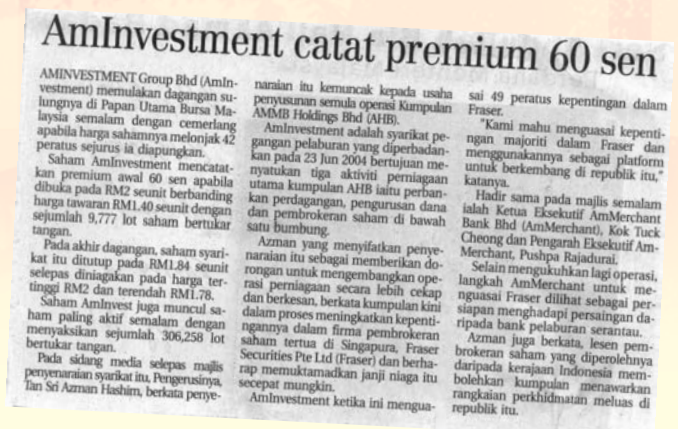 AmInvestment catat premium 60 sen
AMINVESTMENT Group Bhd (AmIn-
vestment) memulakan dagangan su-
lungnya di Papan Utama Bursa Ma-
laysia semalam dengan cemerlang
apabila harga sahamnya melonjak 42
peratus sejurus ia diapungkan.
Saham AmInvestment mencatat-
kan premium awal 60 sen apabila
dibuka pada RM2 seunit berbanding
harga tawaran RM1.40 seunit dengan
sejumlah 9,777 lot saham bertukar
tangan.
Pada akhir dagangan, saham syari-
kat itu ditutup pada RM1.84 seunit
selepas diniagakan pada harga ter-
tinggi RM2 dan terendah RM1.78.
Saham AmInvest juga muncul sa-
ham paling aktif semalam dengan
menyaksikan sejumlah 306,258 lot
bertukar tangan.
Pada sidang media selepas majlis
penyenaraian syarikat itu, Pengerusinya,
Tan Sri Azman Hashim, berkata penye-
naraian itu kemuncak kepada usaha
penyusunan semula operasi Kumpulan
AMMB Holdings Bhd (AHB).
AmInvestment adalah syarikat pe-
gangan pelaburan yang diperbadan-
kan pada 23 Jun 2004 bertujuan me-
nyatukan tiga aktiviti perniagaan
utama kumpulan AHB iaitu perban-
kan perdagangan, pengurusan dana
dan pembrokeran saham di bawah
satu bumbung.
Azman yang menyifatkan penye-
naraian itu sebagai memberikan do-
rongan untuk mengembangkan ope-
rasi perniagaan secara lebih cekap
dan berkesan, berkata kumpulan kini
dalam proses meningkatkan kepenti-
ngannya dalam firma pembrokeran
saham tertua di Singapura, Fraser
Securities Pte Ltd (Fraser) dan berha-
rap memuktamadkan janji niaga itu
secepat mungkin.
AmInvestment ketika ini mengua-
sai 49 peratus kepentingan dalam
Fraser.
"Kami mahu menguasai kepenti-
ngan majoriti dalam Fraser dan
menggunakannya sebagai platform
untuk berkembang di republik itu,"
katanya.
Hadir sama pada majlis semalam
ialah Ketua Eksekutif AmMerchant
Bank Bhd (AmMerchant), Kok Tuck
Cheong dan Pengarah Eksekutif Am-
Merchant, Pushpa Rajadurai.
Selain mengukuhkan lagi operasi,
langkah AmMerchant untuk me-
nguasai Fraser dilihat sebagai per-
siapan menghadapi persaingan da-
ripada bank pelaburan serantau.
Azman juga berkata, lesen pem-
brokeran saham yang diperolehnya
daripada kerajaan Indonesia mem-
bolehkan kumpulan menawarkan
rangkaian perkhidmatan meluas di
republik itu.